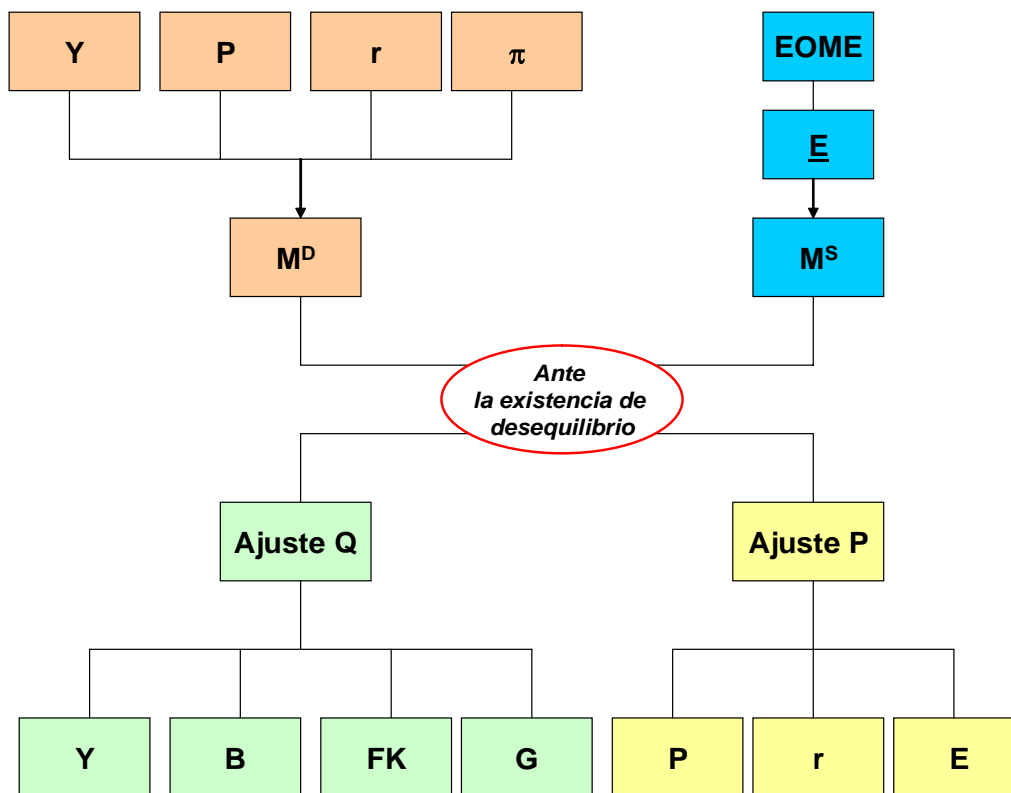 Y P r π EOME
E
Mᴰ Mˢ
Ante
la existencia de
desequilibrio
Ajuste Q Ajuste P
Y B FK G P r E